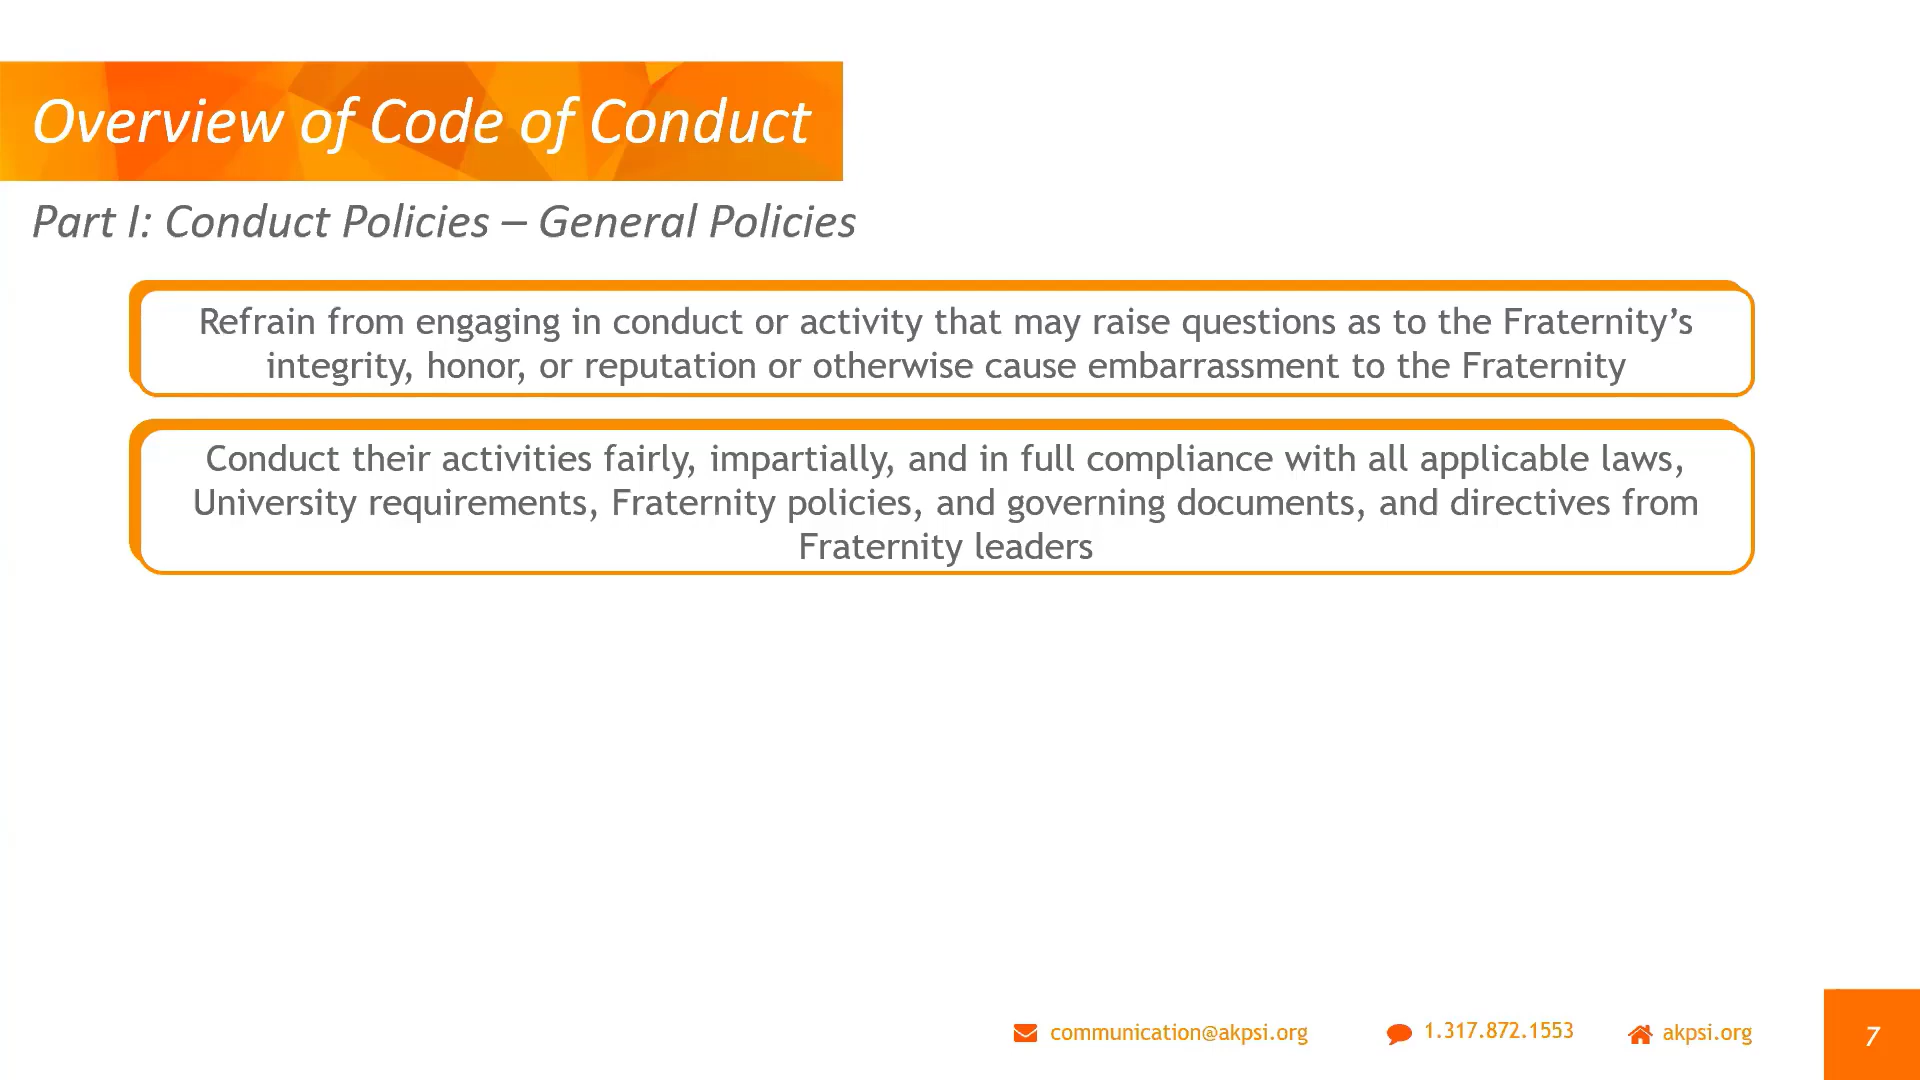 Overview of Code of Conduct
Part I: Conduct Policies – General Policies
Refrain from engaging in conduct or activity that may raise questions as to the Fraternity’s
integrity, honor, or reputation or otherwise cause embarrassment to the Fraternity
Conduct their activities fairly, impartially, and in full compliance with all applicable laws,
University requirements, Fraternity policies, and governing documents, and directives from
Fraternity leaders
communication@akpsi.org
1.317.872.1553
akpsi.org
7